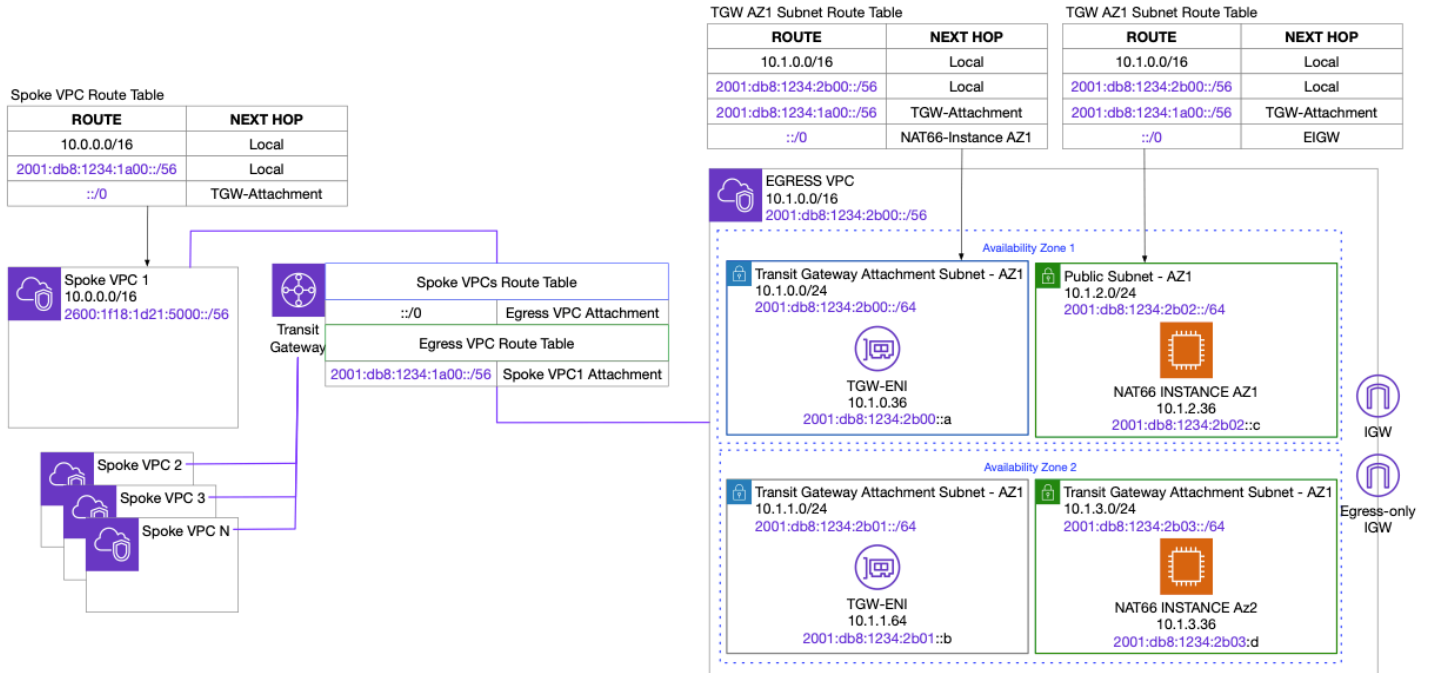 TGW AZ1 Subnet Route Table
ROUTE NEXT HOP
10.1.0.0/16 Local
2001:db8:1234:2b00::/56 Local
2001:db8:1234:1a00::/56 TGW-Attachment
::/0 NAT66-Instance AZ1
TGW AZ1 Subnet Route Table
ROUTE NEXT HOP
10.1.0.0/16 Local
2001:db8:1234:2b00::/56 Local
2001:db8:1234:1a00::/56 TGW-Attachment
::/0 EIGW
Spoke VPC Route Table
ROUTE NEXT HOP
10.0.0.0/16 Local
2001:db8:1234:1a00::/56 Local
::/0 TGW-Attachment
Spoke VPC 1
10.0.0.0/16
2600:1f18:1d21:5000::/56
Transit
Gateway
Spoke VPCs Route Table
::/0 Egress VPC Attachment
Egress VPC Route Table
2001:db8:1234:1a00::/56 Spoke VPC1 Attachment
Spoke VPC 2
Spoke VPC 3
Spoke VPC N
EGRESS VPC
10.1.0.0/16
2001:db8:1234:2b00::/56
Availability Zone 1
Transit Gateway Attachment Subnet - AZ1
10.1.0.0/24
2001:db8:1234:2b00::/64
TGW-ENI
10.1.0.36
2001:db8:1234:2b00::a
Public Subnet - AZ1
10.1.2.0/24
2001:db8:1234:2b02::/64
NAT66 INSTANCE AZ1
10.1.2.36
2001:db8:1234:2b02::c
IGW
Availability Zone 2
Transit Gateway Attachment Subnet - AZ1
10.1.1.0/24
2001:db8:1234:2b01::/64
TGW-ENI
10.1.1.64
2001:db8:1234:2b01::b
Transit Gateway Attachment Subnet - AZ1
10.1.3.0/24
2001:db8:1234:2b03::/64
NAT66 INSTANCE Az2
10.1.3.36
2001:db8:1234:2b03:d
Egress-only
IGW